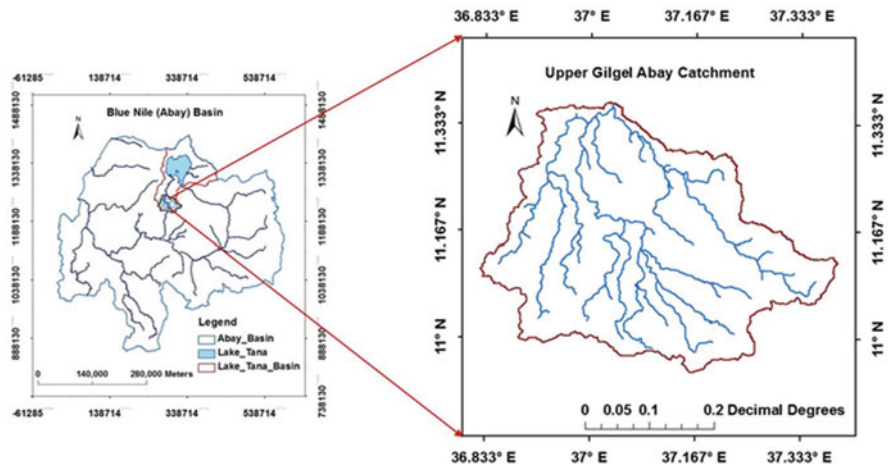 -61285 138714 338714 538714
Blue Nile (Abay) Basin
N
1488130 1488130
1338130 1338130
1188130 1188130
1038130 1038130
888130 888130
738130
Legend
Abay_Basin
Lake_Tana
Lake_Tana_Basin
0 140,000 280,000 Meters
-61285 138714 338714 538714
36.833° E 37° E 37.167° E 37.333° E
Upper Gilgel Abay Catchment
N
11.333° N 11.333° N
11.167° N 11.167° N
11° N 11° N
0 0.05 0.1 0.2 Decimal Degrees
36.833° E 37° E 37.167° E 37.333° E